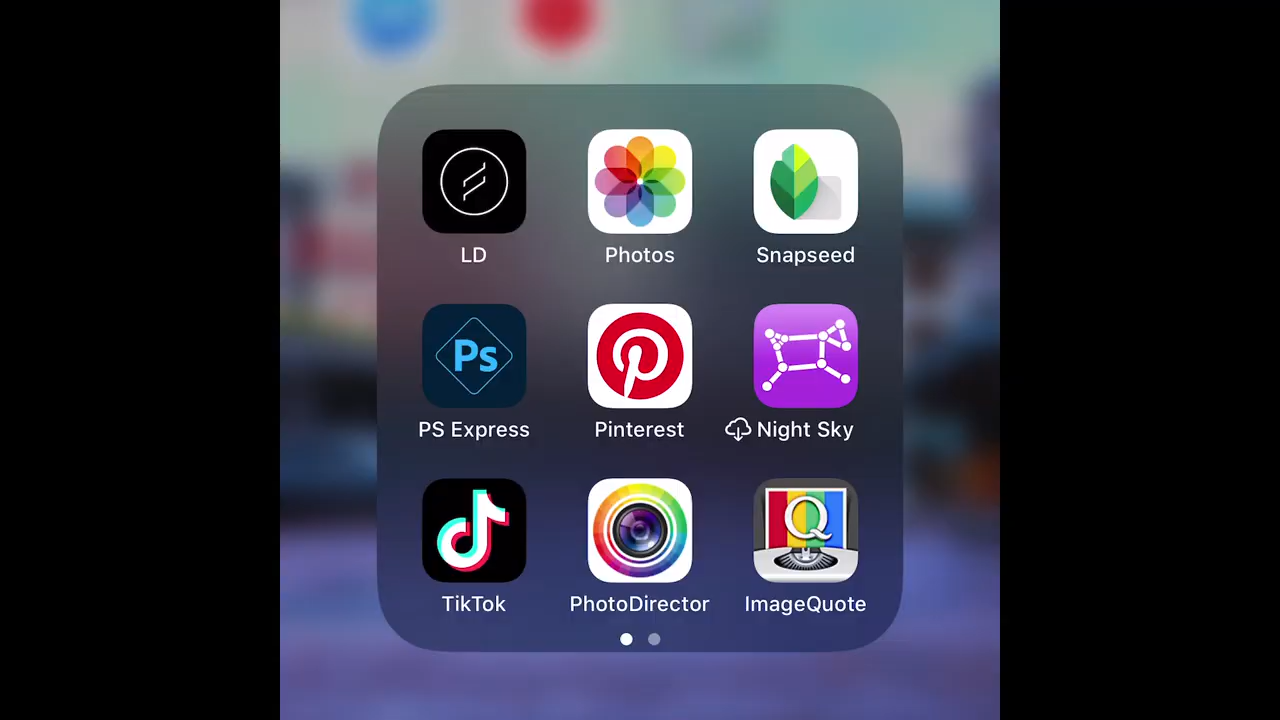 LD
Photos
Snapseed
Ps
PS Express
Pinterest
Night Sky
TikTok
PhotoDirector
Q
ImageQuote